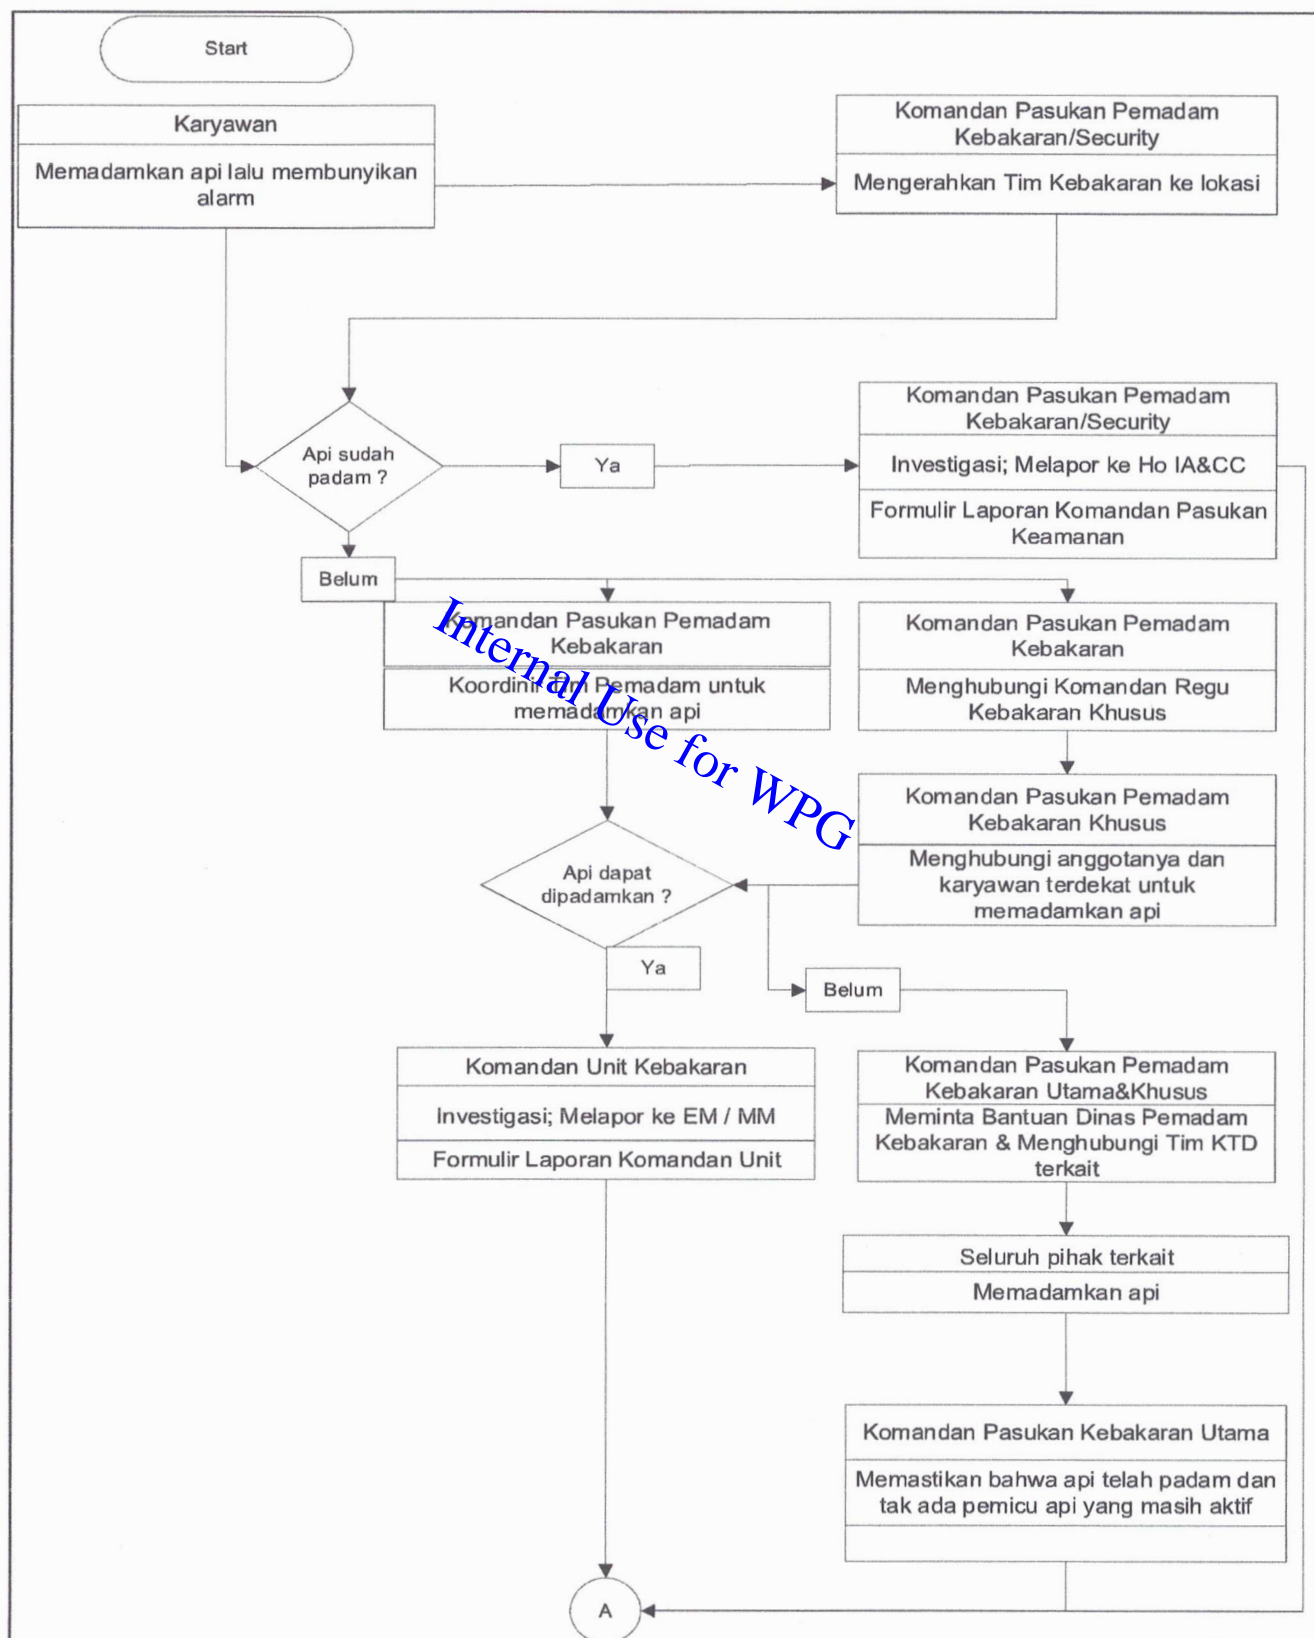 Start
Karyawan
Memadamkan api lalu membunyikan
alarm
Komandan Pasukan Pemadam
Kebakaran/Security
Mengerahkan Tim Kebakaran ke lokasi
Api sudah
padam ?
Ya
Komandan Pasukan Pemadam
Kebakaran/Security
Investigasi; Melapor ke Ho IA&CC
Formulir Laporan Komandan Pasukan
Keamanan
Belum
Komandan Pasukan Pemadam
Kebakaran
Koordinir Tim Pemadam untuk
memadamkan api
Komandan Pasukan Pemadam
Kebakaran
Menghubungi Komandan Regu
Kebakaran Khusus
Internal Use for WPG
Komandan Pasukan Pemadam
Kebakaran Khusus
Menghubungi anggotanya dan
karyawan terdekat untuk
memadamkan api
Api dapat
dipadamkan ?
Ya
Belum
Komandan Unit Kebakaran
Investigasi; Melapor ke EM / MM
Formulir Laporan Komandan Unit
Komandan Pasukan Pemadam
Kebakaran Utama&Khusus
Meminta Bantuan Dinas Pemadam
Kebakaran & Menghubungi Tim KTD
terkait
Seluruh pihak terkait
Memadamkan api
Komandan Pasukan Kebakaran Utama
Memastikan bahwa api telah padam dan
tak ada pemicu api yang masih aktif
A